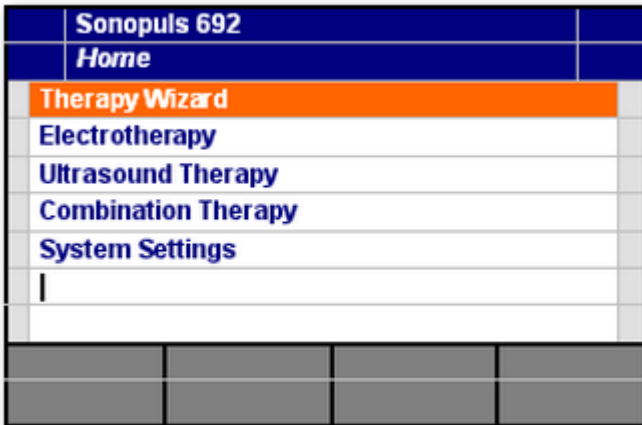 Sonopuls 692
Home
Therapy Wizard
Electrotherapy
Ultrasound Therapy
Combination Therapy
System Settings